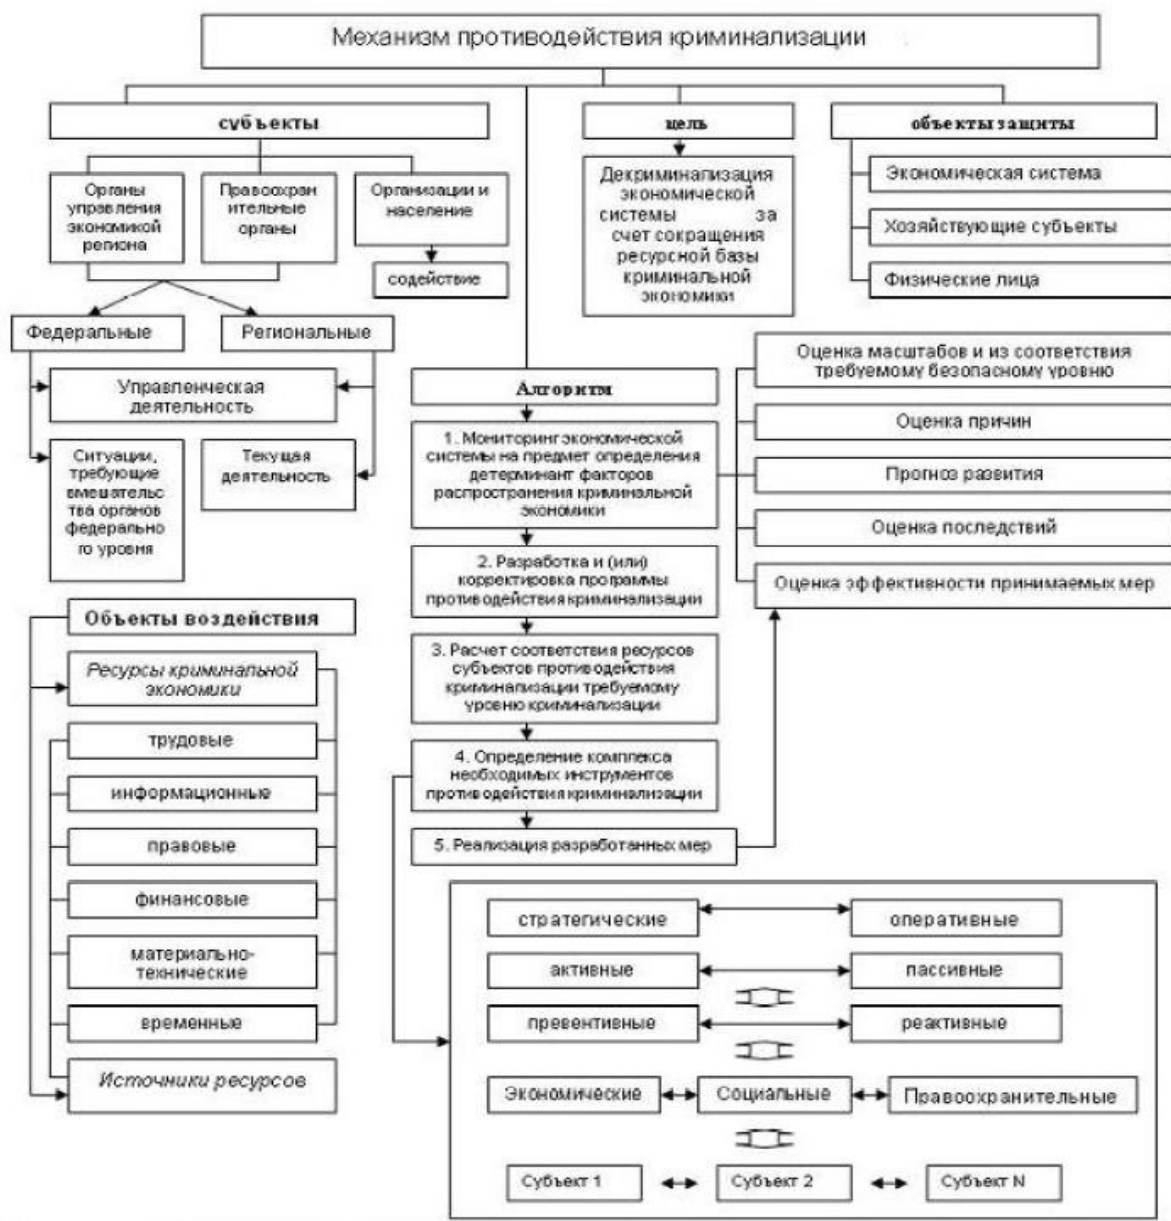 Механизм противодействия криминализации
субъекты
цель
объекты защиты
Органы
управления
экономикой
региона
Правоохран
ительные
органы
Организации и
население
содействие
Декриминализация
экономической
системы за
счет сокращения
ресурсной базы
криминальной
экономики
Экономическая система
Хозяйствующие субъекты
Физические лица
Федеральные
Региональные
Управленческая
деятельность
Ситуации,
требующие
вмешательс
тва органов
федерально
го уровня
Текущая
деятельность
Алгоритм
1. Мониторинг экономической
системы на предмет определения
детерминант факторов
распространения криминальной
экономики
2. Разработка и (или)
корректировка программы
противодействия криминализации
3. Расчет соответствия ресурсов
субъектов противодействия
криминализации требуемому
уровню криминализации
4. Определение комплекса
необходимых инструментов
противодействия криминализации
5. Реализация разработанных мер
Оценка масштабов и из соответствия
требуемому безопасному уровню
Оценка причин
Прогноз развития
Оценка последствий
Оценка эффективности принимаемых мер
Объекты воздействия
Ресурсы криминальной
экономики
трудовые
информационные
правовые
финансовые
материально-
технические
временные
Источники ресурсов
стратегические
оперативные
активные
пассивные
превентивные
реактивные
Экономические
Социальные
Правоохранительные
Субъект 1
Субъект 2
Субъект N